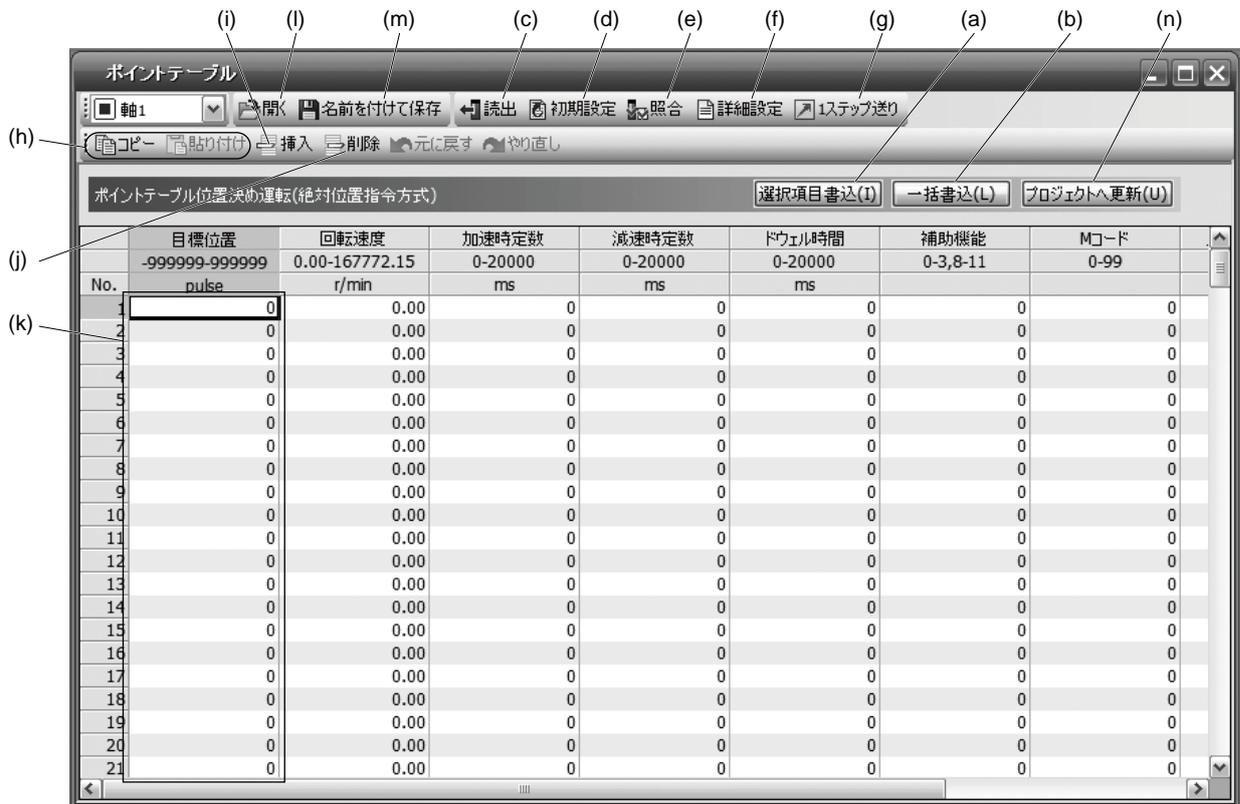 (i) (l) (m) (c) (d) (e) (f) (g) (a) (b) (n)
ポイントテーブル
軸1 開く 名前を付けて保存 読出 初期設定 照合 詳細設定 1ステップ送り
(h) コピー 貼り付け 挿入 削除 元に戻す やり直し
ポイントテーブル位置決め運転(絶対位置指令方式) 選択項目書込(I) 一括書込(L) プロジェクトへ更新(U)
目標位置 回転速度 加速時定数 減速時定数 ドウェル時間 補助機能 Mコード
(j) -999999-999999 0.00-167772.15 0-20000 0-20000 0-20000 0-3,8-11 0-99
No. pulse r/min ms ms ms
1 0 0.00 0 0 0 0 0
(k) 2 0 0.00 0 0 0 0 0
3 0 0.00 0 0 0 0 0
4 0 0.00 0 0 0 0 0
5 0 0.00 0 0 0 0 0
6 0 0.00 0 0 0 0 0
7 0 0.00 0 0 0 0 0
8 0 0.00 0 0 0 0 0
9 0 0.00 0 0 0 0 0
10 0 0.00 0 0 0 0 0
11 0 0.00 0 0 0 0 0
12 0 0.00 0 0 0 0 0
13 0 0.00 0 0 0 0 0
14 0 0.00 0 0 0 0 0
15 0 0.00 0 0 0 0 0
16 0 0.00 0 0 0 0 0
17 0 0.00 0 0 0 0 0
18 0 0.00 0 0 0 0 0
19 0 0.00 0 0 0 0 0
20 0 0.00 0 0 0 0 0
21 0 0.00 0 0 0 0 0